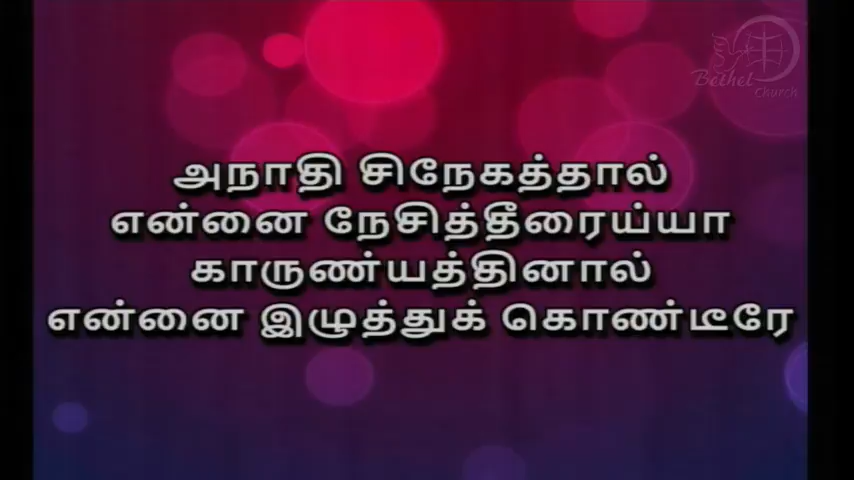 Bethel
Church
அநாதி சிநேகத்தால்
என்னை நேசித்தீரைய்யா
காருண்யத்தினால்
என்னை இழுத்துக் கொண்டீரே